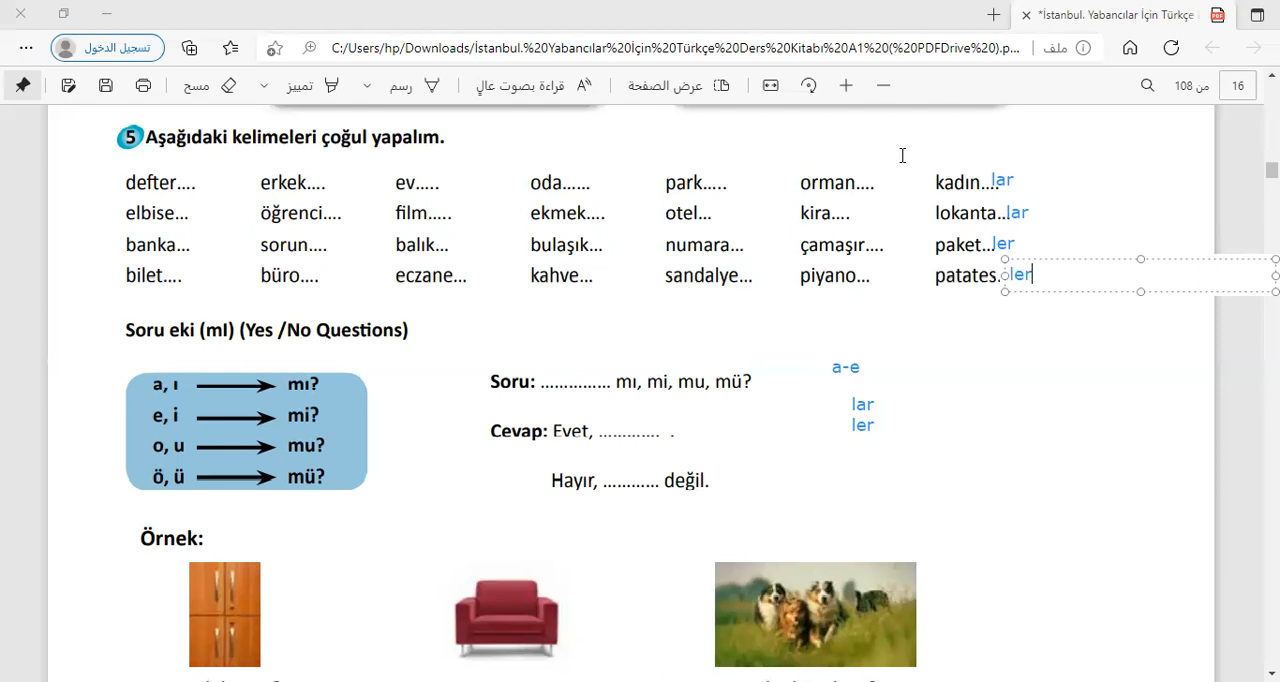 *İstanbul. Yabancılar İçin Türkçe
تسجيل الدخول
C:/Users/hp/Downloads/İstanbul.%20Yabancılar%20İçin%20Türkçe%20Ders%20Kitabı%20A1%20(%20PDFDrive%20).p...
ملف
مسح
رسم
تمييز
قراءة بصوت عالٍ
عرض الصفحة
من 108
16
5 Aşağıdaki kelimeleri çoğul yapalım.
defter.... erkek.... ev..... oda...... park..... orman.... kadın....lar
elbise... öğrenci.... film..... ekmek.... otel... kira.... lokanta...lar
banka... sorun.... balık... bulaşık... numara... çamaşır.... paket...ler
bilet.... büro.... eczane... kahve... sandalye... piyano... patates..ler
Soru eki (mI) (Yes /No Questions)
a, ı mı?
e, i mi?
o, u mu?
ö, ü mü?
Soru: .............. mı, mi, mu, mü?
Cevap: Evet, ............. .
Hayır, ............ değil.
a-e
lar
ler
Örnek: